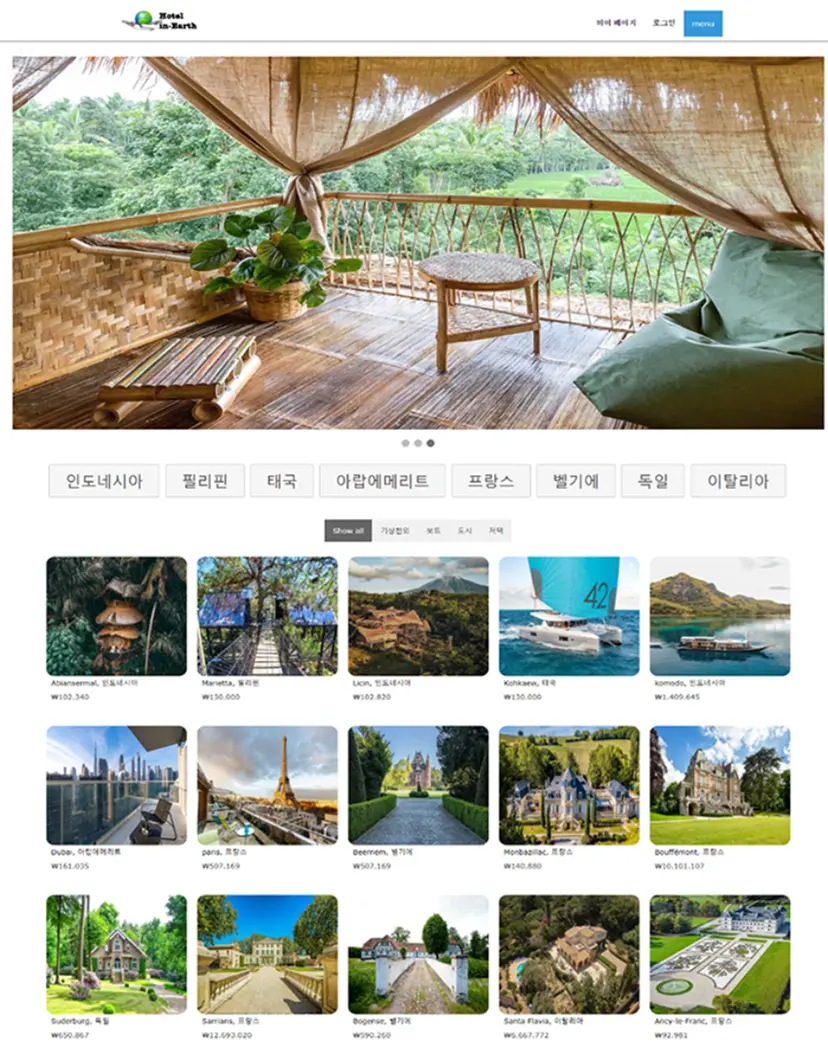 Hotel
in-Earth
마이 페이지 로그인 menu
인도네시아 필리핀 태국 아랍에메리트 프랑스 벨기에 독일 이탈리아
Show all 기상천외 보트 도시 저택
42
Abiansermal, 인도네시아
₩102.340
Marietta, 필리핀
₩130.000
Licin, 인도네시아
₩102.820
Kohkaew, 태국
₩130.000
komodo, 인도네시아
₩1.409.645
Dubai, 아랍에메리트
₩161.035
paris, 프랑스
₩507.169
Beernem, 벨기에
₩507.169
Monbazillac, 프랑스
₩140.880
Bouffémont, 프랑스
₩10.101.107
Suderburg, 독일
₩650.867
Sarrians, 프랑스
₩12.693.020
Bogense, 벨기에
₩590.260
Santa Flavia, 이탈리아
₩6.667.772
Ancy-le-Franc, 프랑스
₩92.981